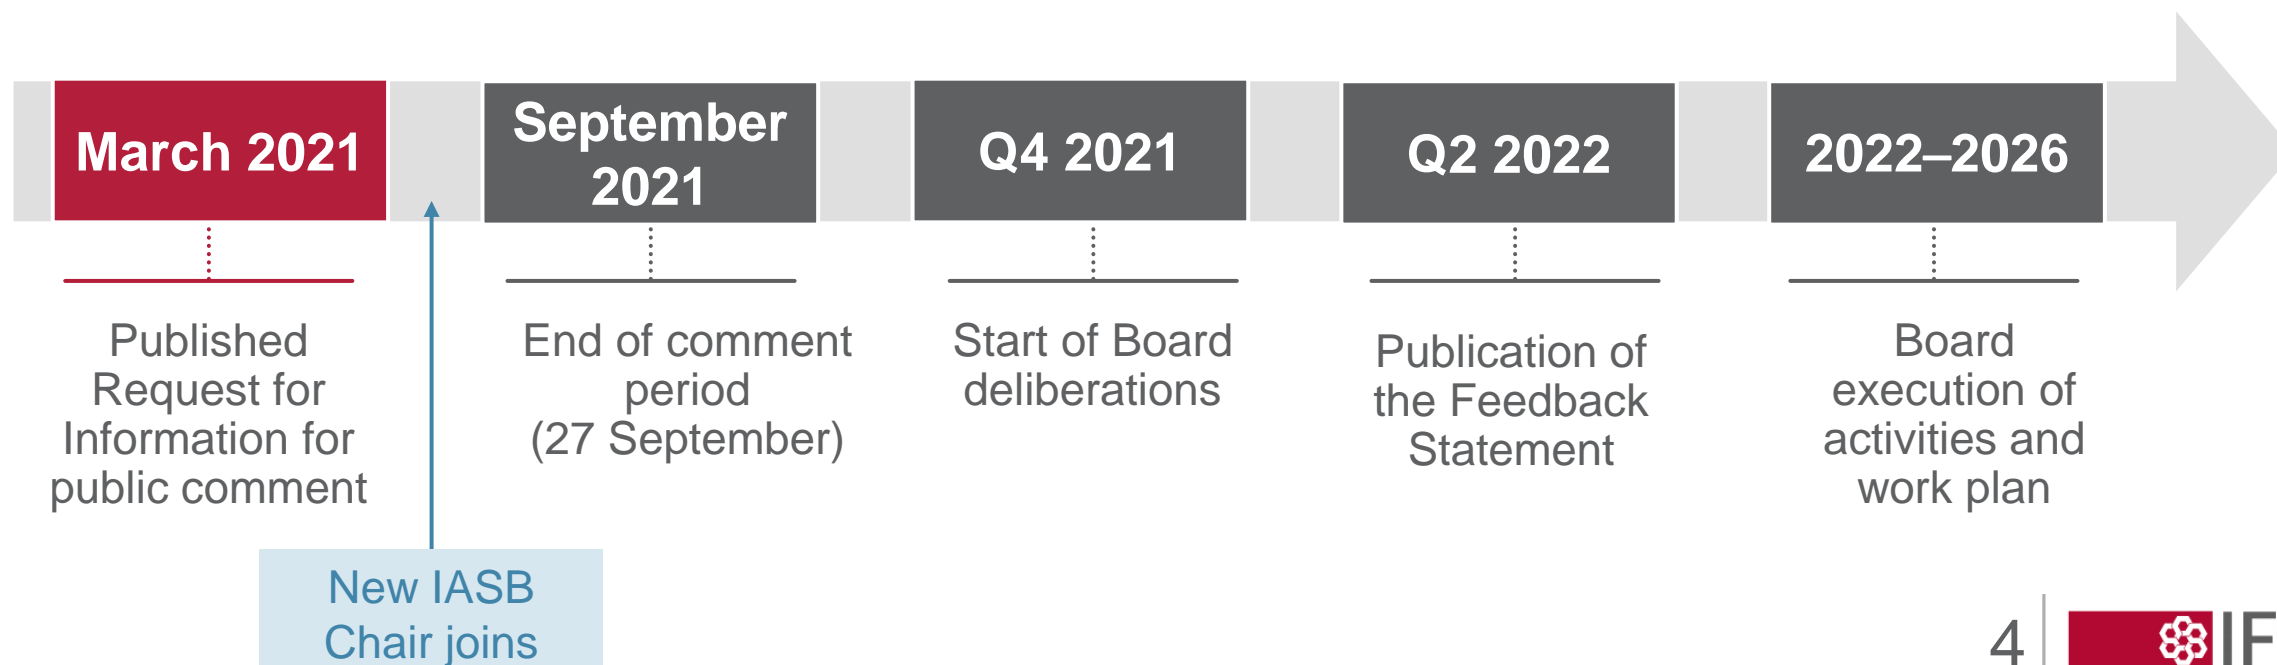 March 2021
September
2021
Q4 2021
Q2 2022
2022–2026
Published
Request for
Information for
public comment
End of comment
period
(27 September)
Start of Board
deliberations
Publication of
the Feedback
Statement
Board
execution of
activities and
work plan
New IASB
Chair joins
4
IF